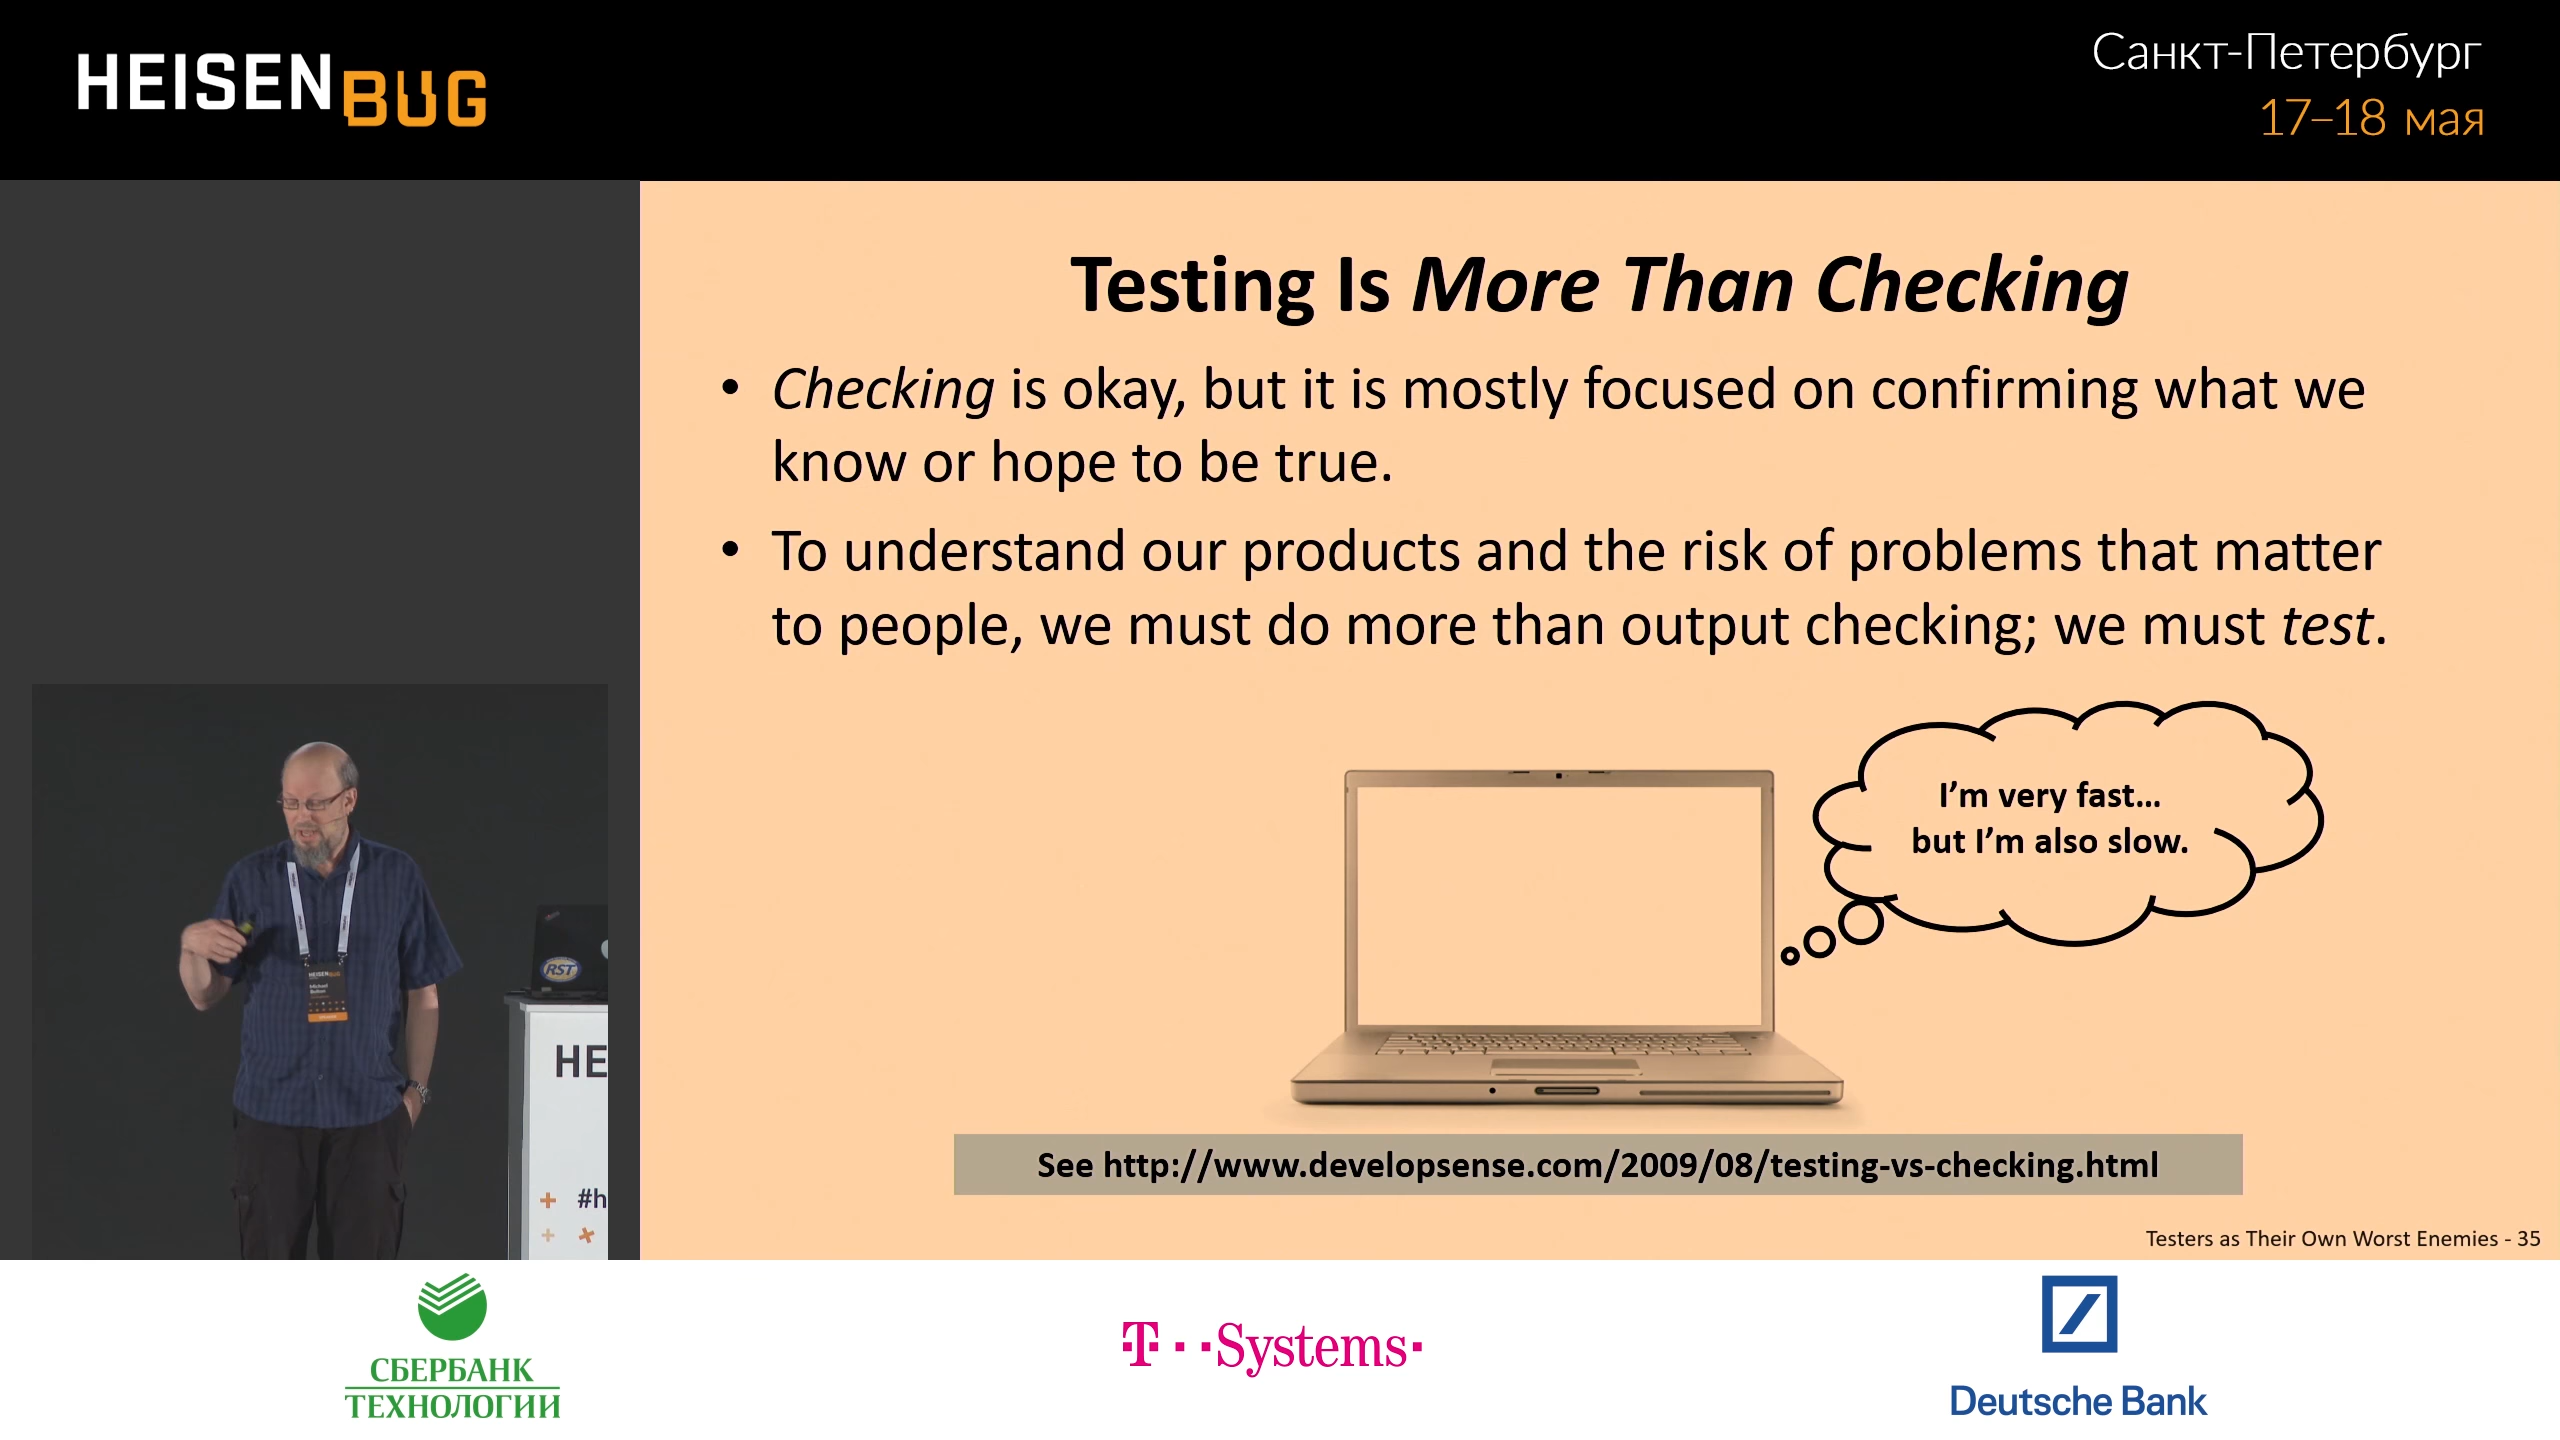 HEISENBUG
Санкт-Петербург
17–18 мая
Testing Is More Than Checking
• Checking is okay, but it is mostly focused on confirming what we
know or hope to be true.
• To understand our products and the risk of problems that matter
to people, we must do more than output checking; we must test.
I'm very fast...
but I'm also slow.
See http://www.developsense.com/2009/08/testing-vs-checking.html
Testers as Their Own Worst Enemies - 35
RST
HEISENBUG
Michael
Bolton
HE
#h
СБЕРБАНК
ТЕХНОЛОГИИ
T··Systems·
Deutsche Bank